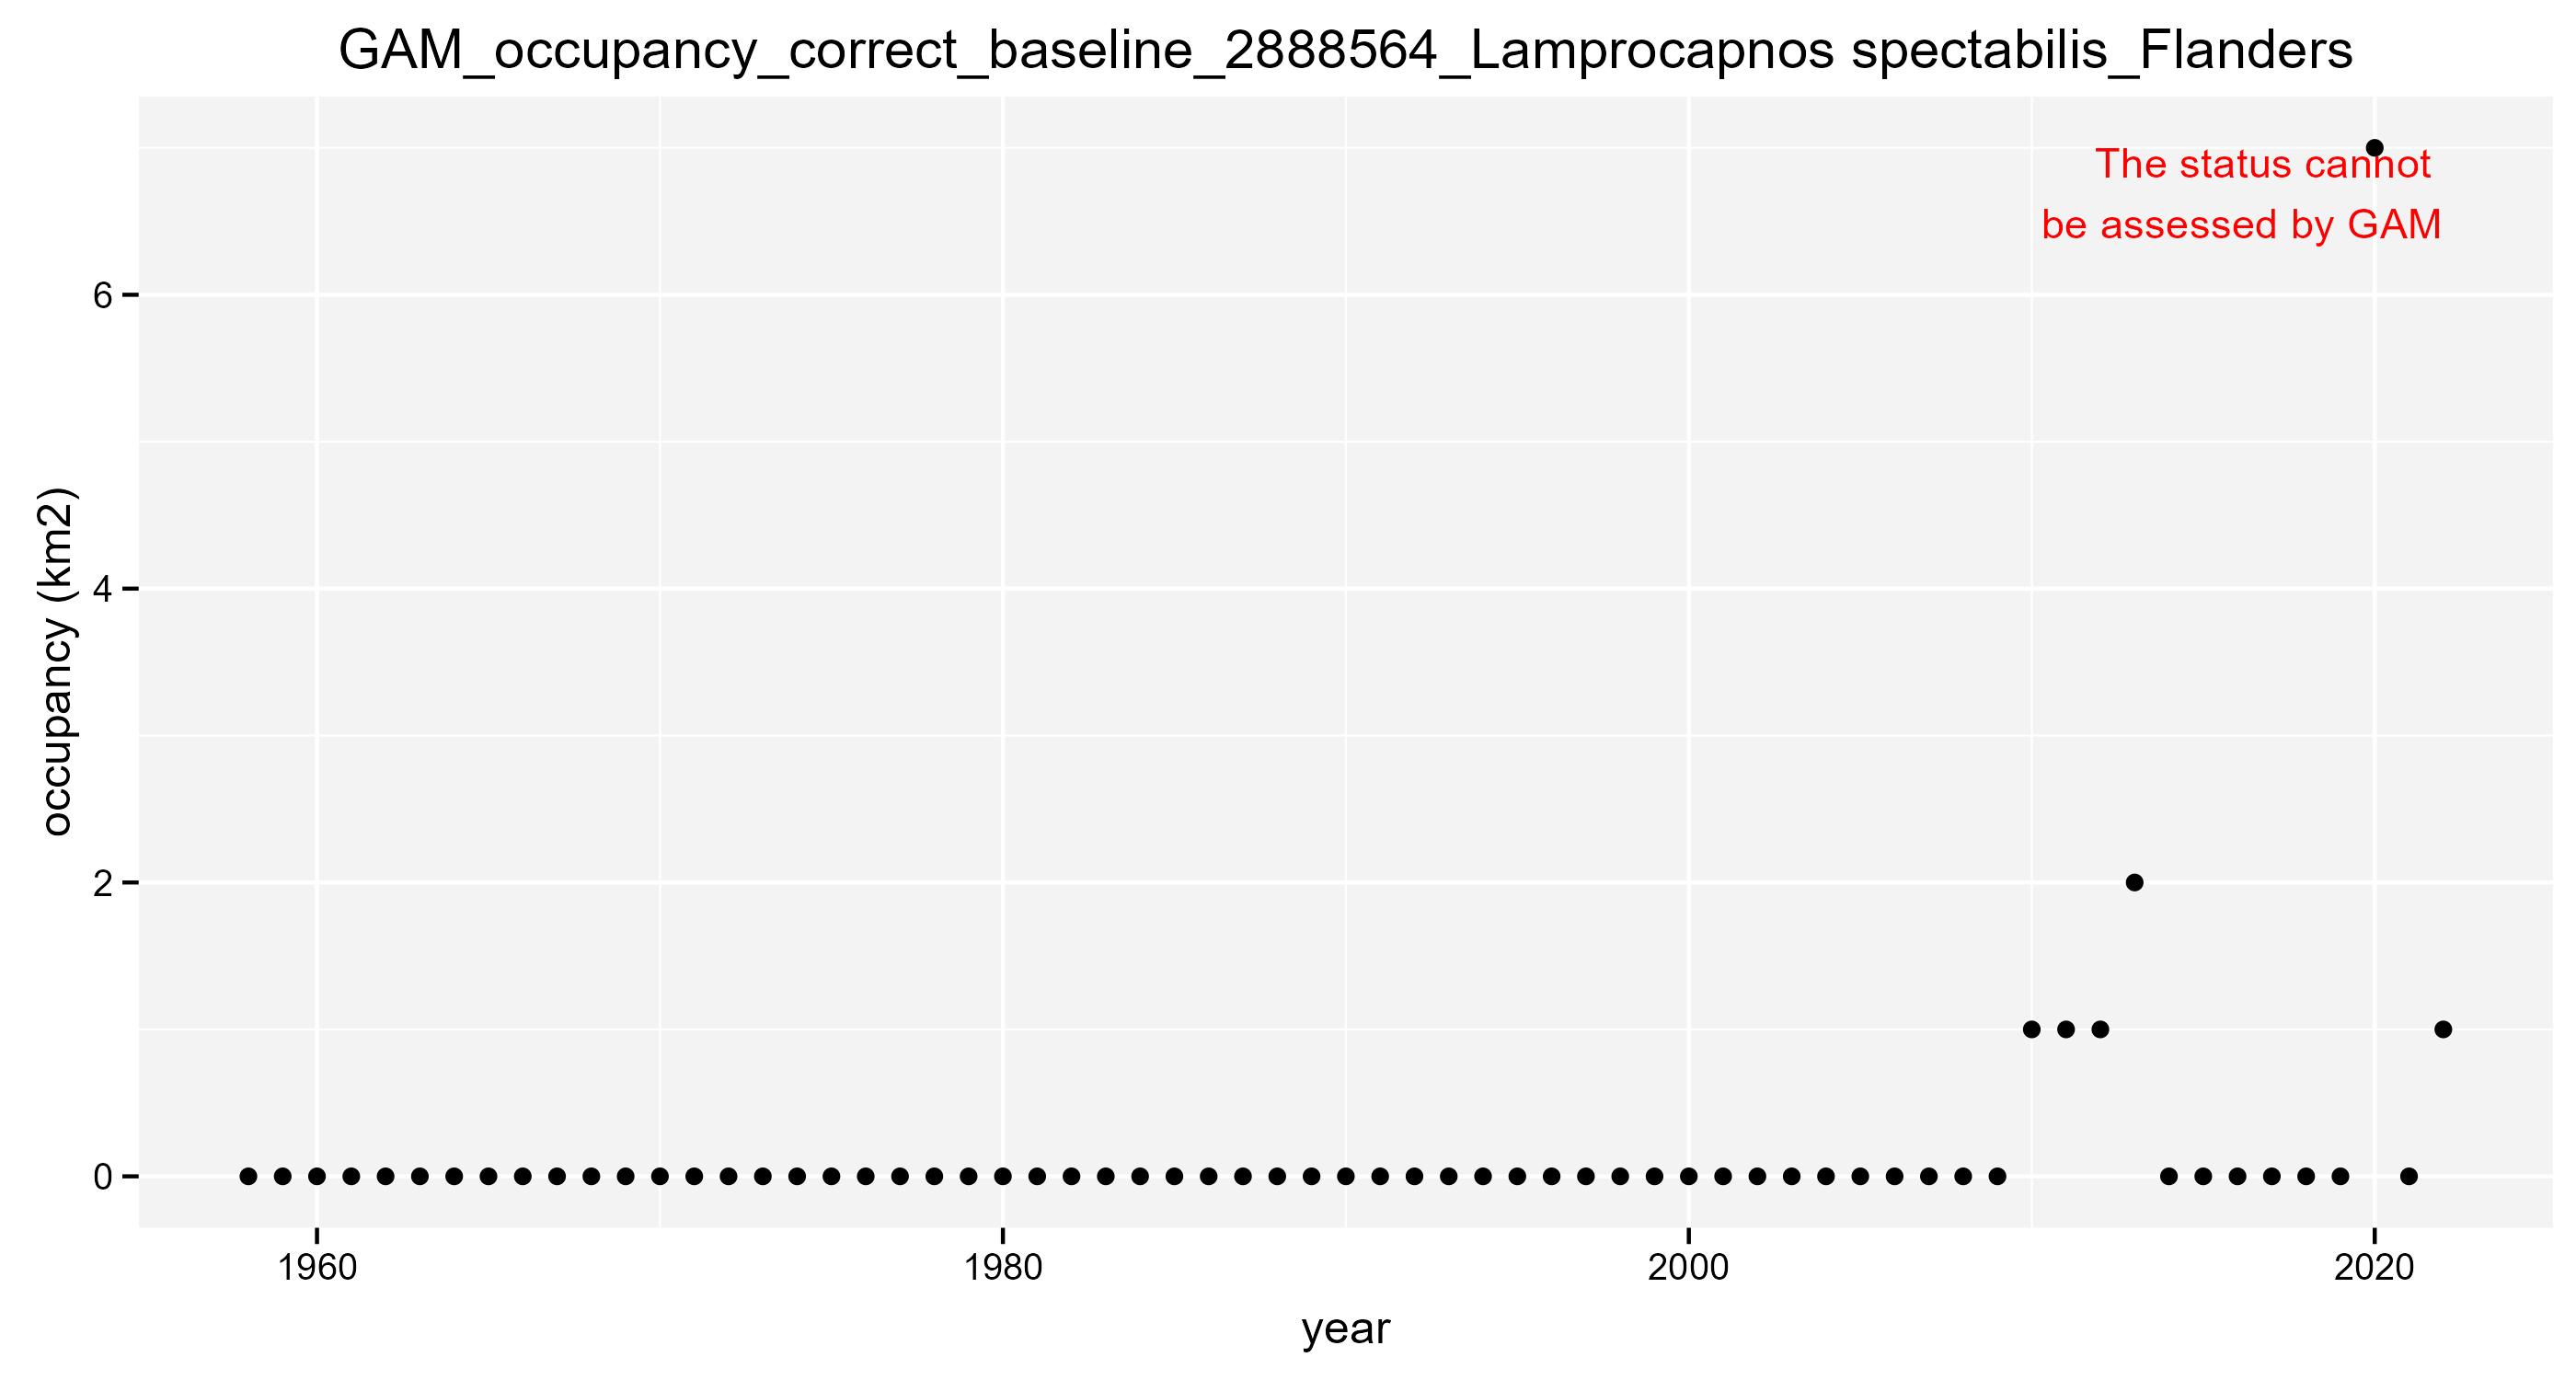 GAM_occupancy_correct_baseline_2888564_Lamprocapnos spectabilis_Flanders
The status cannot
be assessed by GAM
occupancy (km2)
6
4
2
0
1960 1980 2000 2020
year